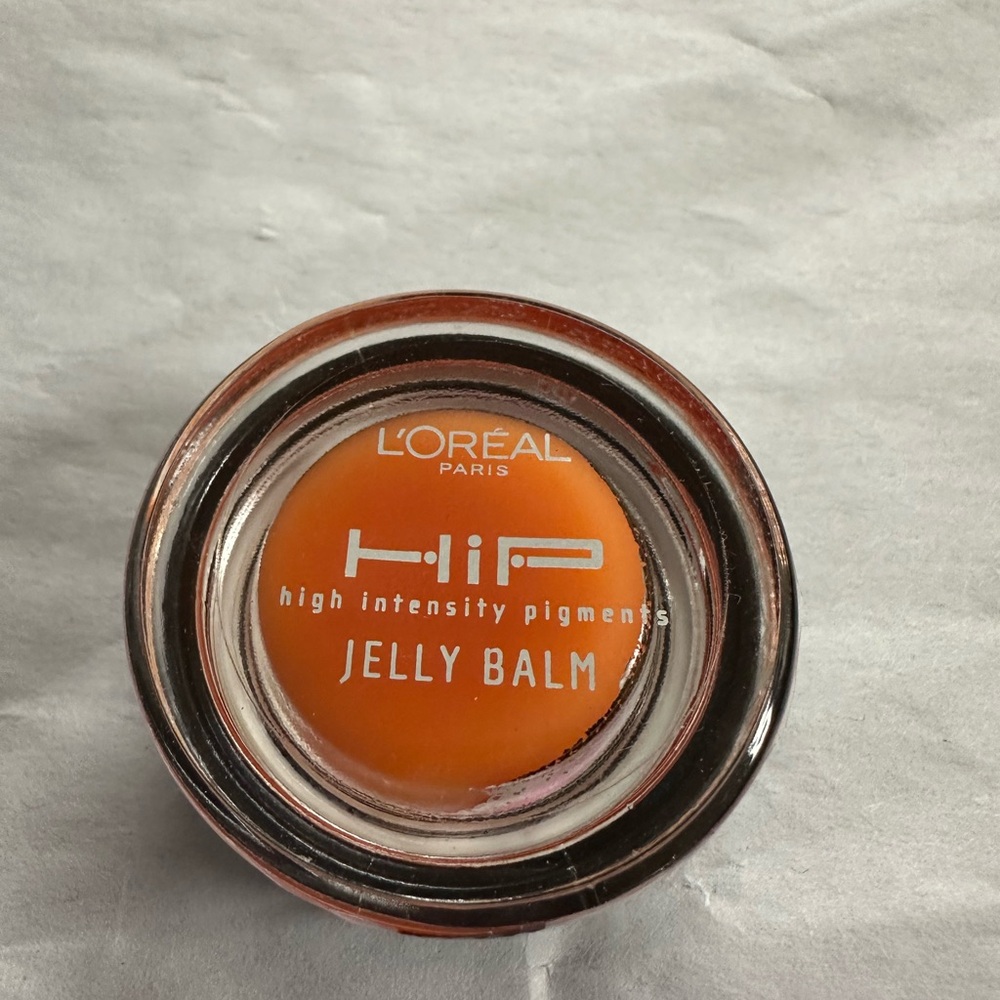 L'ORÉAL
PARIS
HiP
high intensity pigments
JELLY BALM